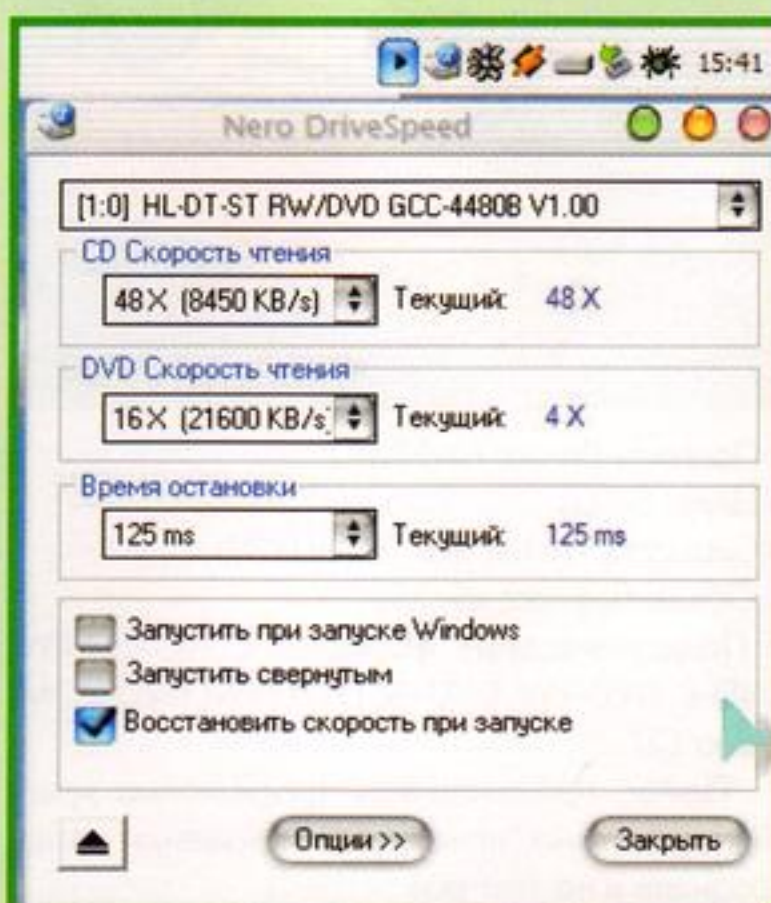 15:41
Nero DriveSpeed
[1:0] HL-DT-ST RW/DVD GCC-4480B V1.00
CD Скорость чтения
48X (8450 KB/s) Текущий: 48 X
DVD Скорость чтения
16X (21600 KB/s) Текущий: 4 X
Время остановки
125 ms Текущий: 125 ms
Запустить при запуске Windows
Запустить свернутым
Восстановить скорость при запуске
Опции >> Закрыть